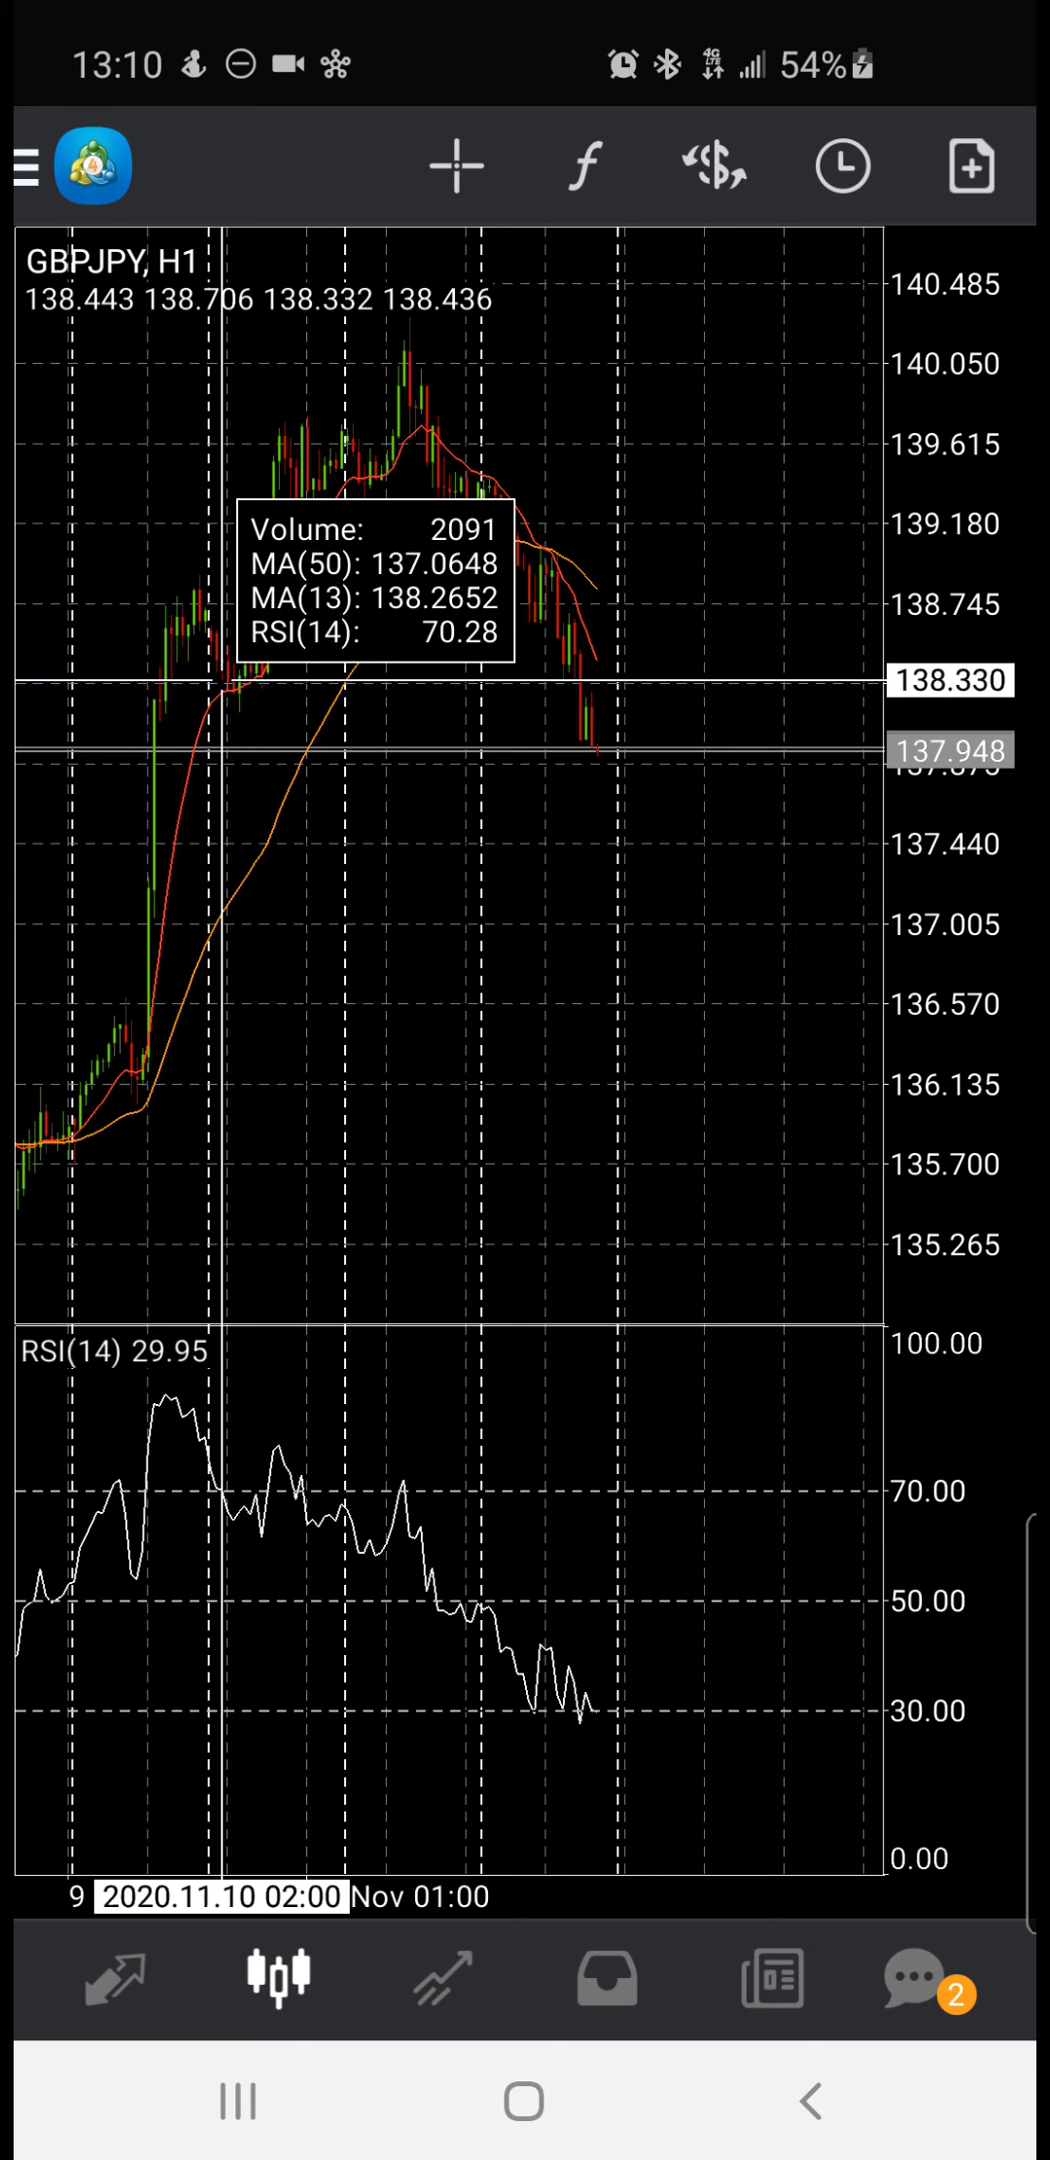 13:10 4G LTE 54%
4
GBPJPY, H1
138.443 138.706 138.332 138.436
140.485
140.050
139.615
139.180
Volume: 2091
MA(50): 137.0648
MA(13): 138.2652
RSI(14): 70.28
138.745
138.330
137.948
137.440
137.005
136.570
136.135
135.700
135.265
RSI(14) 29.95
100.00
70.00
50.00
30.00
0.00
9 2020.11.10 02:00 Nov 01:00
2